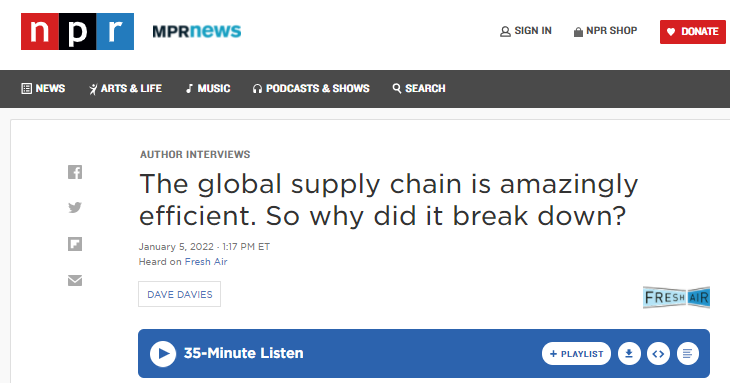 npr MPRnews SIGN IN NPR SHOP DONATE
NEWS ARTS & LIFE MUSIC PODCASTS & SHOWS SEARCH
AUTHOR INTERVIEWS
The global supply chain is amazingly
efficient. So why did it break down?
January 5, 2022 · 1:17 PM ET
Heard on Fresh Air
DAVE DAVIES
FRESH AIR
35-Minute Listen + PLAYLIST